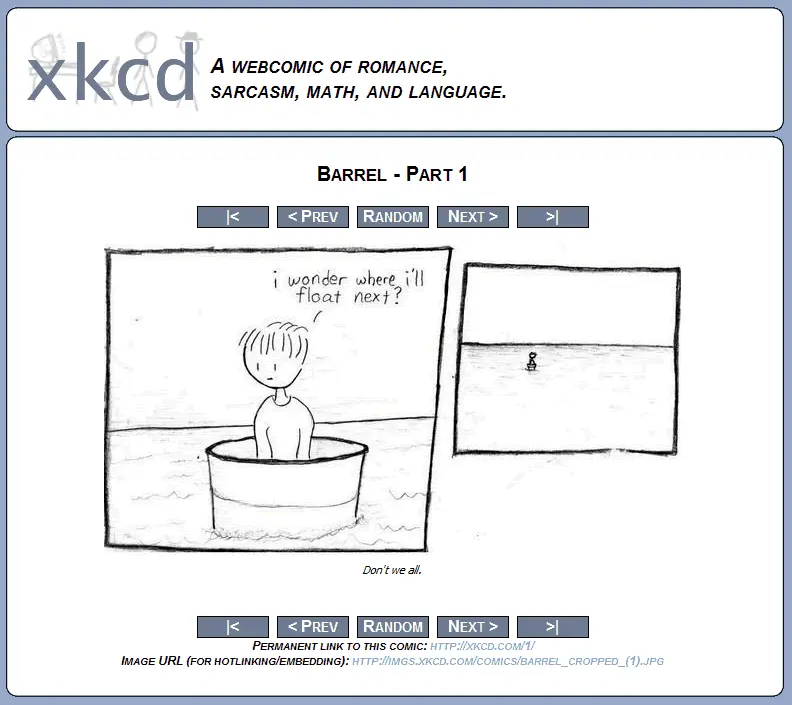 xkcd
A WEBCOMIC OF ROMANCE,
SARCASM, MATH, AND LANGUAGE.
BARREL - PART 1
|<
< PREV
RANDOM
NEXT >
>|
i wonder where i'll
float next?
Don't we all.
|<
< PREV
RANDOM
NEXT >
>|
PERMANENT LINK TO THIS COMIC: HTTP://XKCD.COM/1/
IMAGE URL (FOR HOTLINKING/EMBEDDING): HTTP://IMGS.XKCD.COM/COMICS/BARREL_CROPPED_(1).JPG